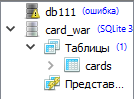 db111 (ошибка)
card_war (SQLite 3
Таблицы (1)
cards
Представ...